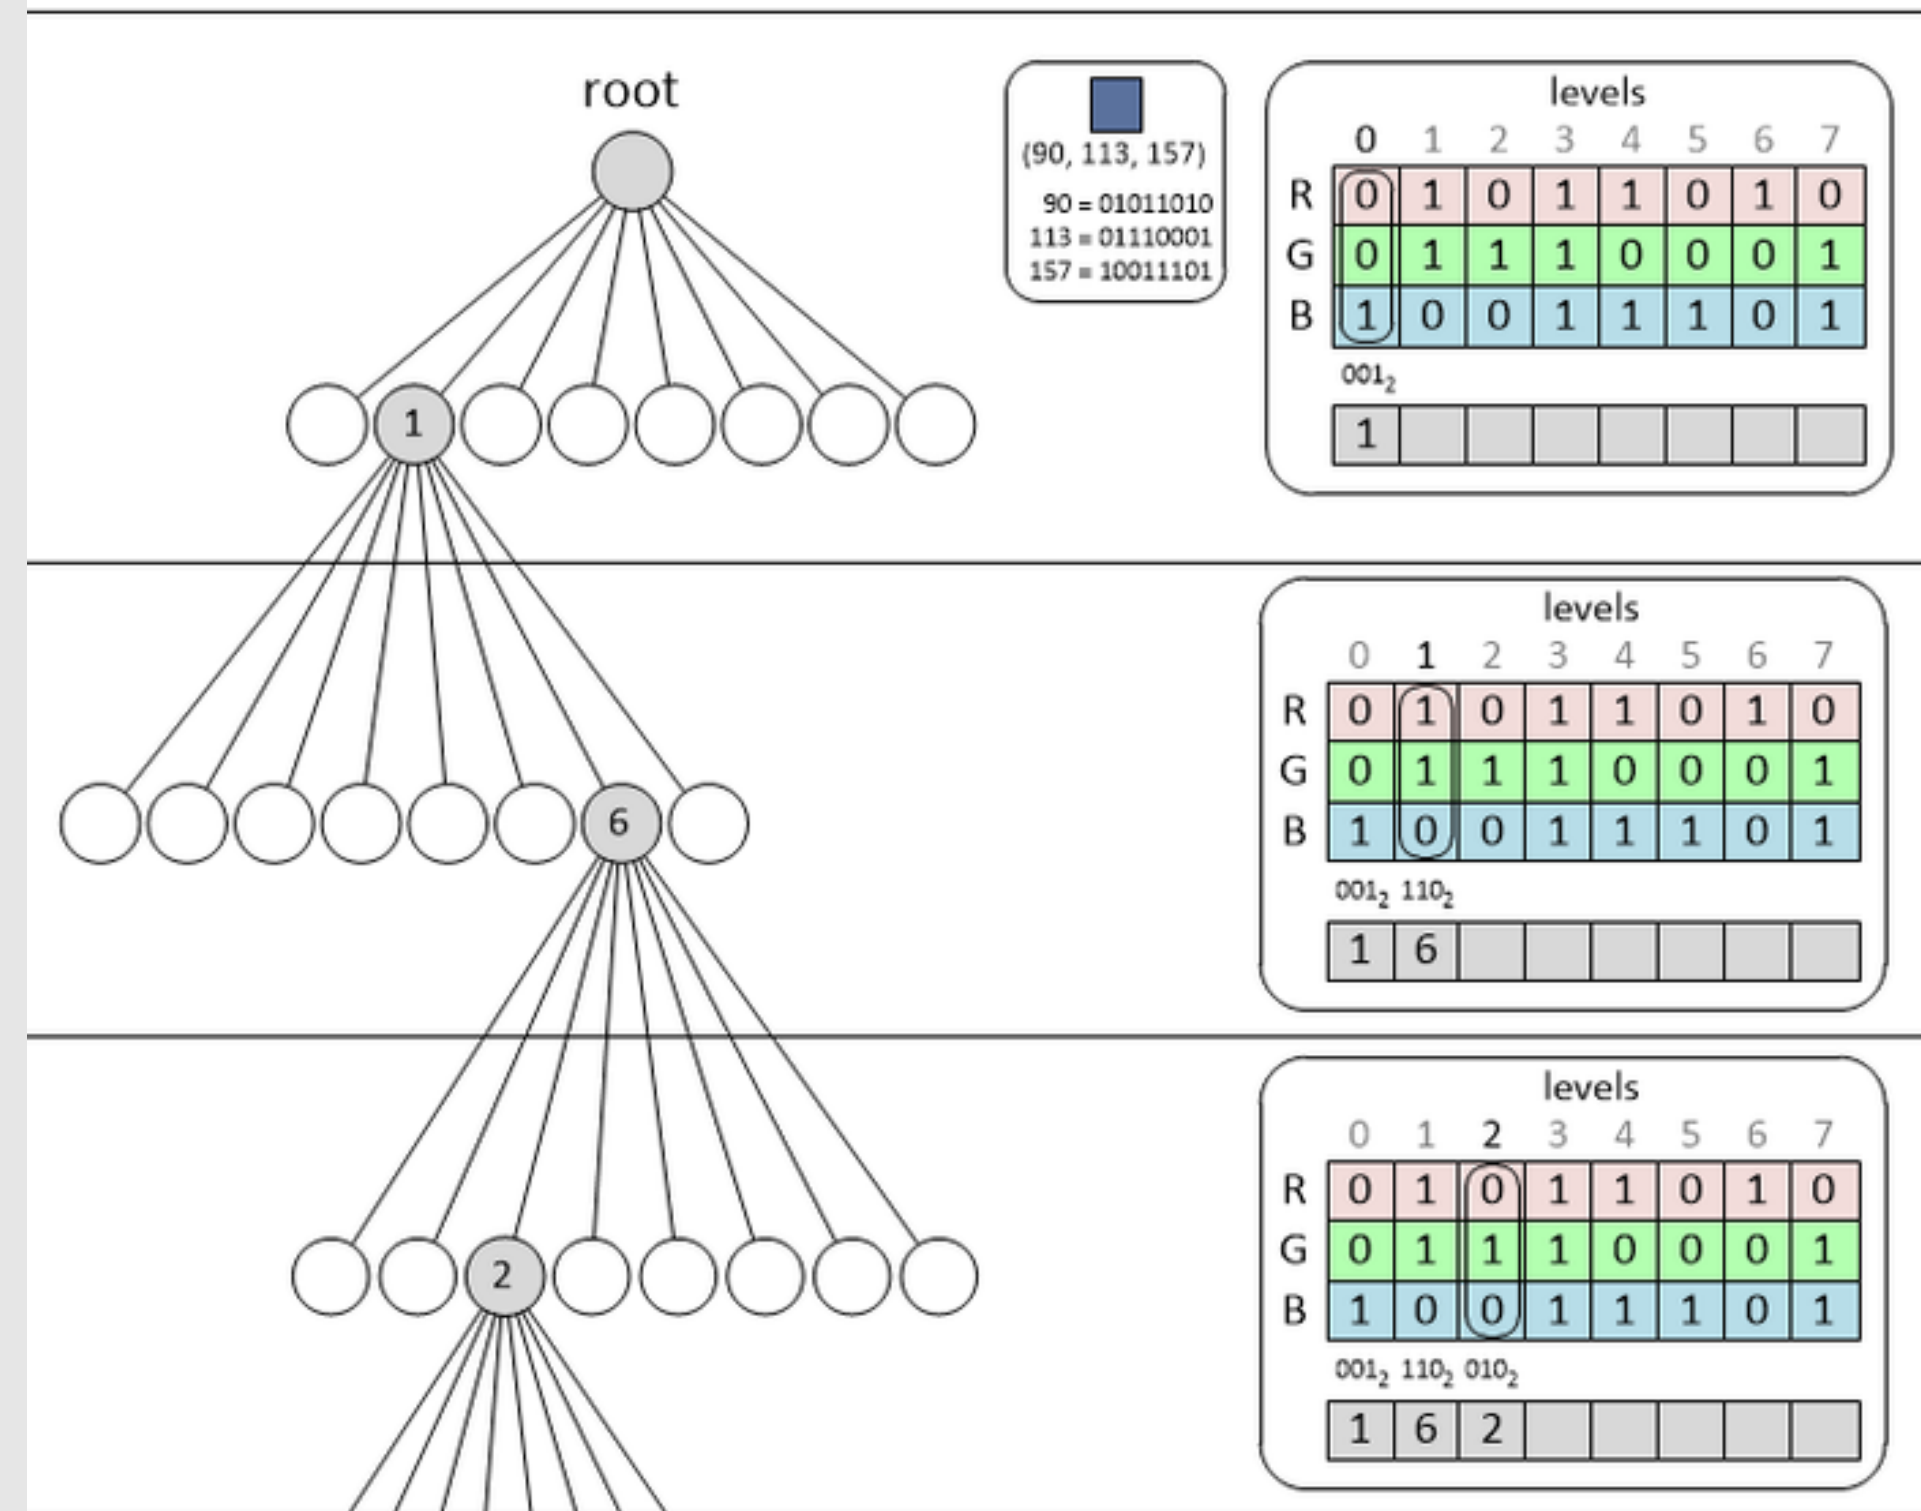 root
(90, 113, 157)
90 = 01011010
113 = 01110001
157 = 10011101
levels
0 1 2 3 4 5 6 7
R 0 1 0 1 1 0 1 0
G 0 1 1 1 0 0 0 1
B 1 0 0 1 1 1 0 1
001₂
1
1
levels
0 1 2 3 4 5 6 7
R 0 1 0 1 1 0 1 0
G 0 1 1 1 0 0 0 1
B 1 0 0 1 1 1 0 1
001₂ 110₂
1 6
6
levels
0 1 2 3 4 5 6 7
R 0 1 0 1 1 0 1 0
G 0 1 1 1 0 0 0 1
B 1 0 0 1 1 1 0 1
001₂ 110₂ 010₂
1 6 2
2